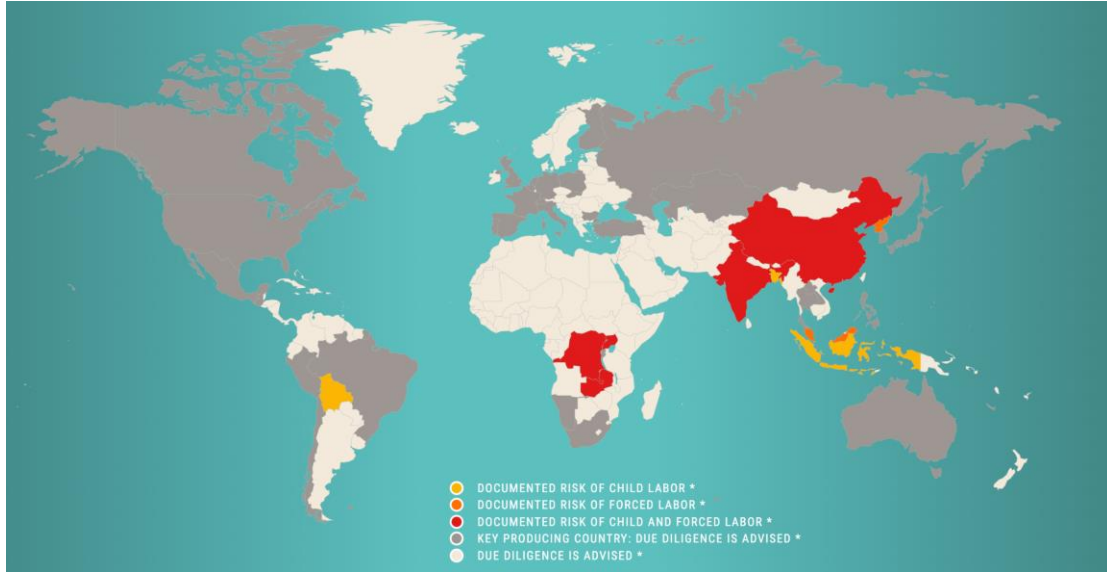 DOCUMENTED RISK OF CHILD LABOR *
DOCUMENTED RISK OF FORCED LABOR *
DOCUMENTED RISK OF CHILD AND FORCED LABOR *
KEY PRODUCING COUNTRY: DUE DILIGENCE IS ADVISED *
DUE DILIGENCE IS ADVISED *